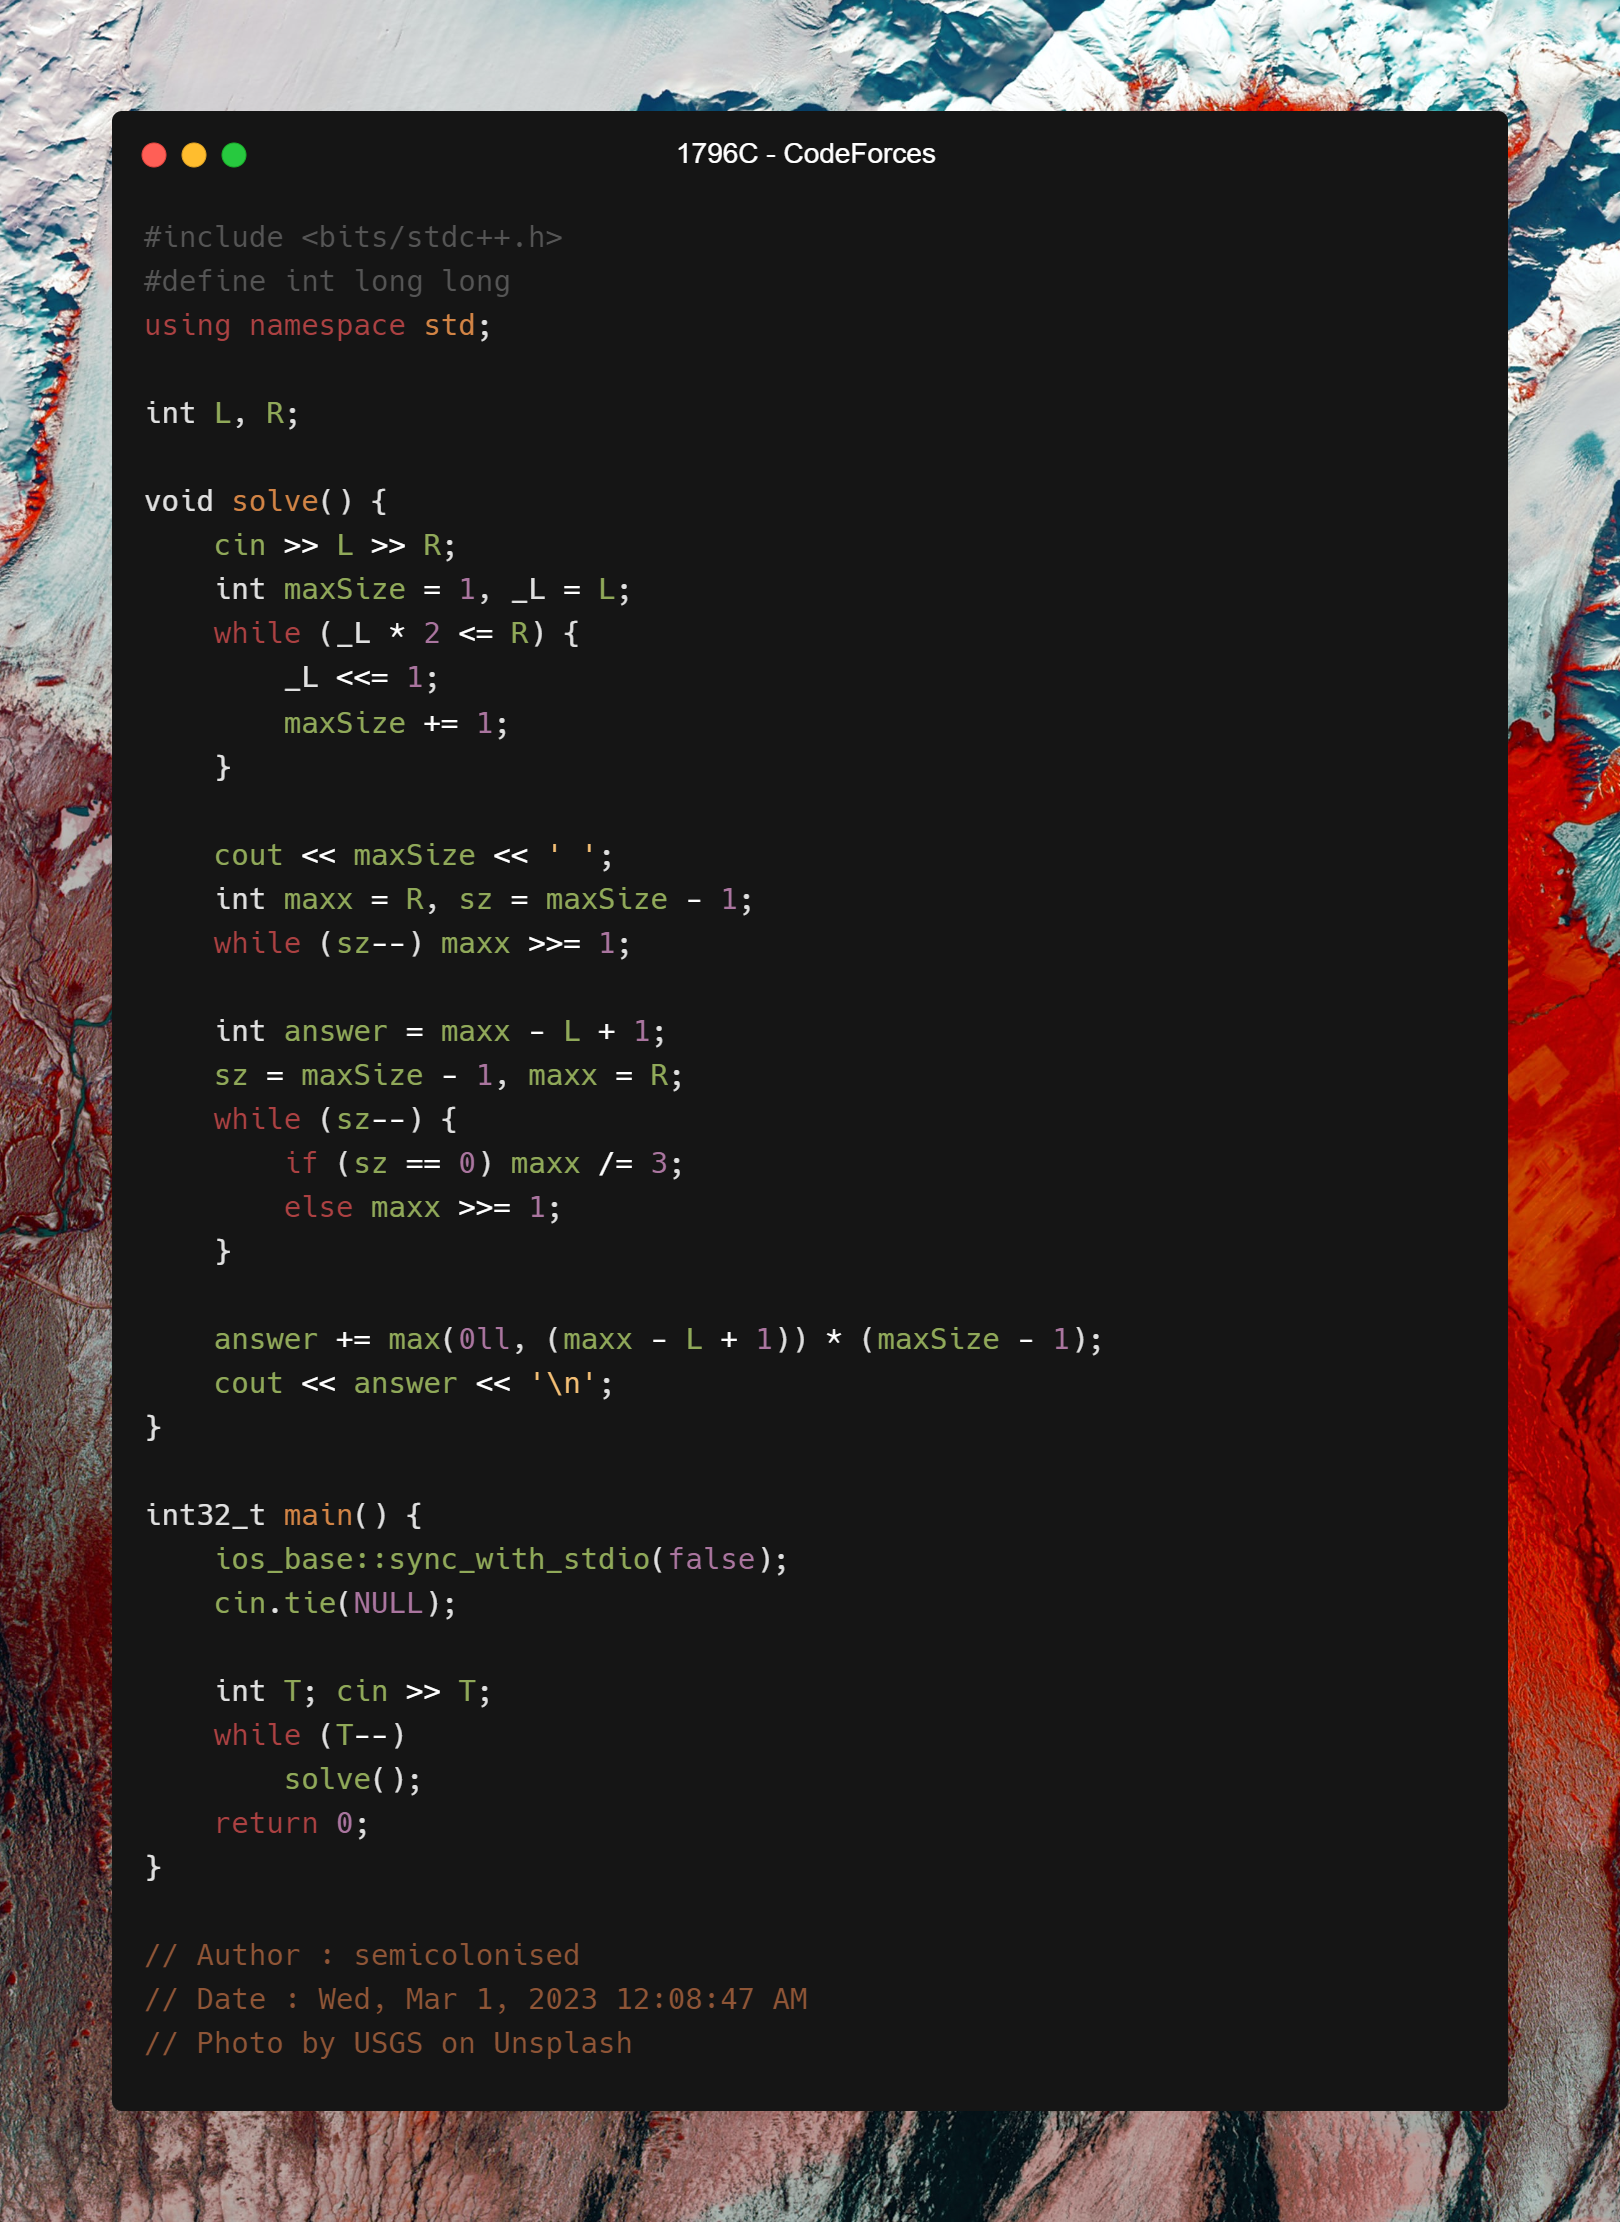 1796C - CodeForces
#include <bits/stdc++.h>
#define int long long
using namespace std;
int L, R;
void solve() {
    cin >> L >> R;
    int maxSize = 1, _L = L;
    while (_L * 2 <= R) {
        _L <<= 1;
        maxSize += 1;
    }
    cout << maxSize << ' ';
    int maxx = R, sz = maxSize - 1;
    while (sz--) maxx >>= 1;
    int answer = maxx - L + 1;
    sz = maxSize - 1, maxx = R;
    while (sz--) {
        if (sz == 0) maxx /= 3;
        else maxx >>= 1;
    }
    answer += max(0ll, (maxx - L + 1)) * (maxSize - 1);
    cout << answer << '\n';
}
int32_t main() {
    ios_base::sync_with_stdio(false);
    cin.tie(NULL);
    int T; cin >> T;
    while (T--)
        solve();
    return 0;
}
// Author : semicolonised
// Date : Wed, Mar 1, 2023 12:08:47 AM
// Photo by USGS on Unsplash